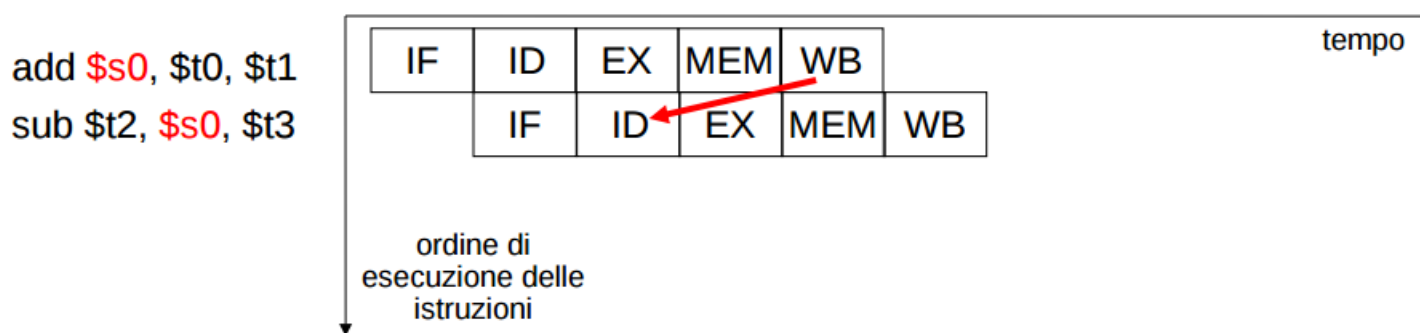 tempo
add $s0, $t0, $t1
IF ID EX MEM WB
sub $t2, $s0, $t3
IF ID EX MEM WB
ordine di
esecuzione delle
istruzioni